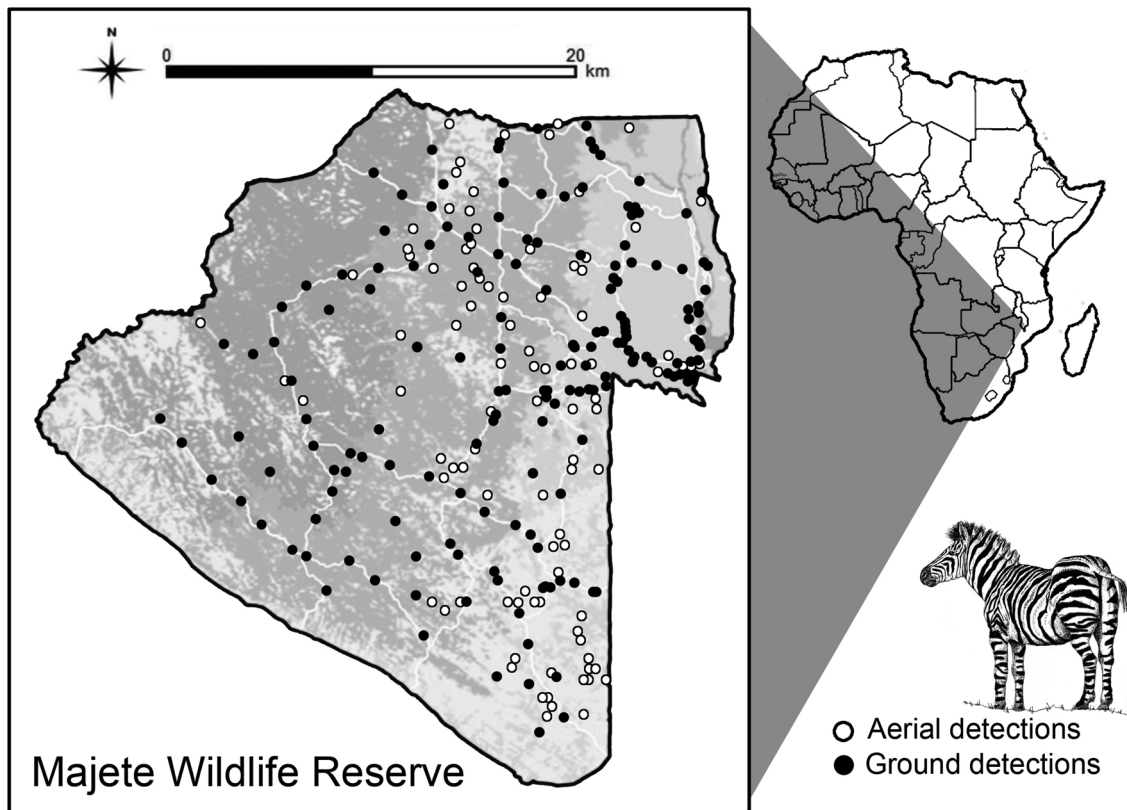 N
0 20
km
Majete Wildlife Reserve
Aerial detections
Ground detections